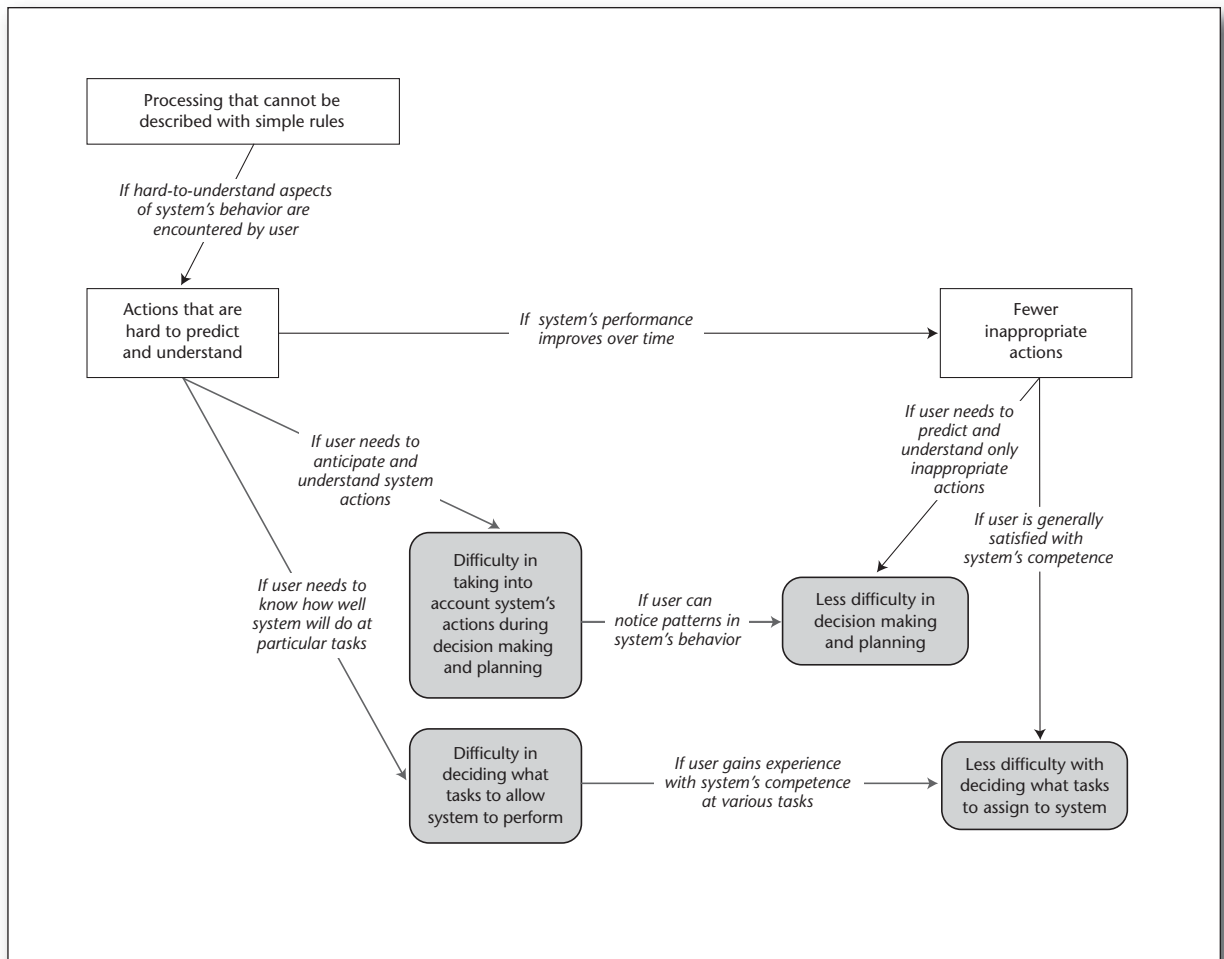 Processing that cannot be
described with simple rules
If hard-to-understand aspects
of system's behavior are
encountered by user
Actions that are
hard to predict
and understand
If system's performance
improves over time
Fewer
inappropriate
actions
If user needs to
anticipate and
understand system
actions
If user needs to
predict and
understand only
inappropriate
actions
If user is generally
satisfied with
system's competence
If user needs to
know how well
system will do at
particular tasks
Difficulty in
taking into
account system's
actions during
decision making
and planning
If user can
notice patterns in
system's behavior
Less difficulty in
decision making
and planning
Difficulty in
deciding what
tasks to allow
system to perform
If user gains experience
with system's competence
at various tasks
Less difficulty with
deciding what tasks
to assign to system